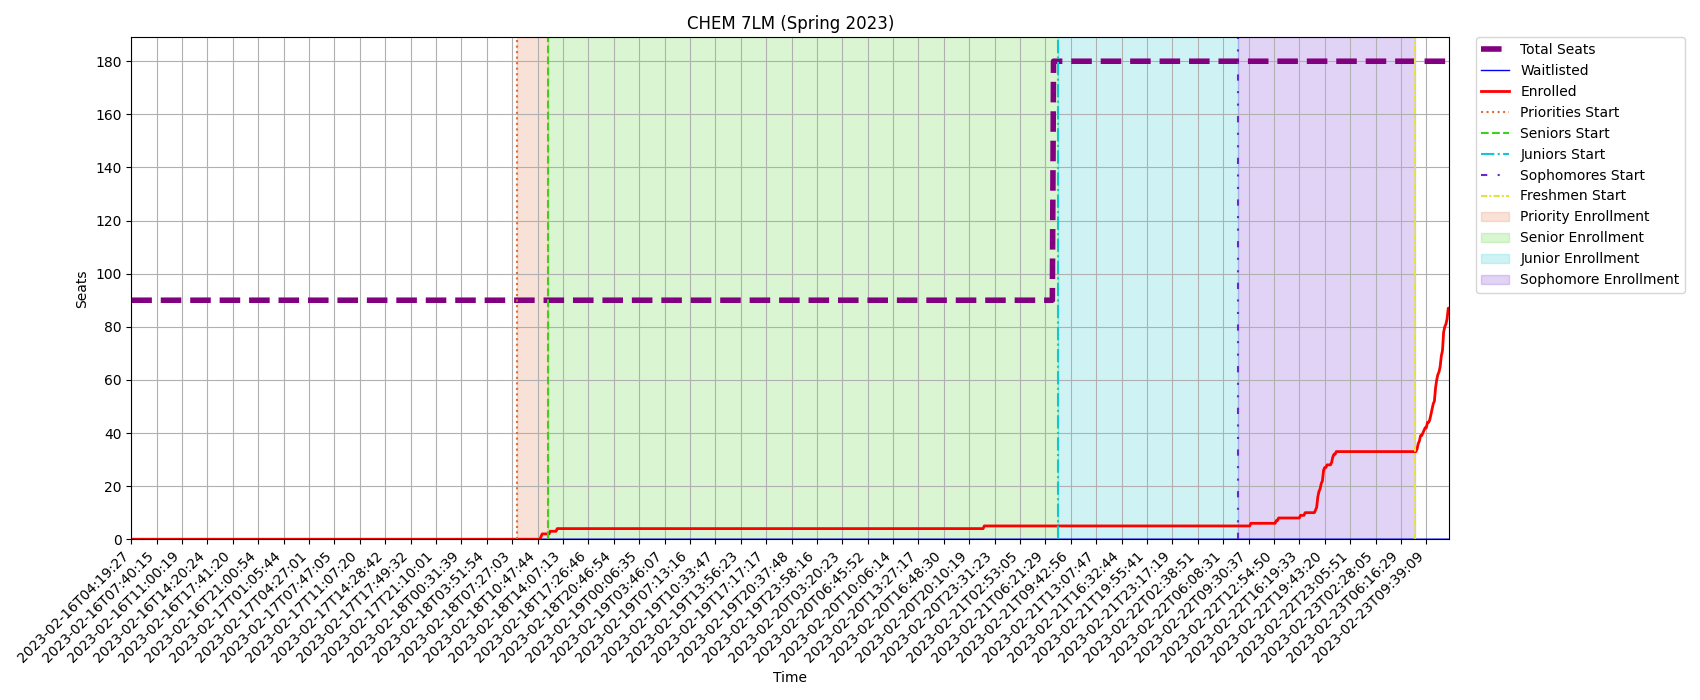 CHEM 7LM (Spring 2023)
Seats
180
160
140
120
100
80
60
40
20
0
2023-02-16T04:19:27
2023-02-16T07:40:15
2023-02-16T11:00:19
2023-02-16T14:20:24
2023-02-16T17:41:20
2023-02-16T21:00:54
2023-02-17T01:05:44
2023-02-17T04:27:01
2023-02-17T07:47:05
2023-02-17T11:07:20
2023-02-17T14:28:42
2023-02-17T17:49:32
2023-02-17T21:10:01
2023-02-18T00:31:39
2023-02-18T03:51:54
2023-02-18T07:27:03
2023-02-18T10:47:44
2023-02-18T14:07:13
2023-02-18T17:26:46
2023-02-18T20:46:54
2023-02-19T00:06:35
2023-02-19T03:46:07
2023-02-19T07:13:16
2023-02-19T10:33:47
2023-02-19T13:56:23
2023-02-19T17:17:17
2023-02-19T20:37:48
2023-02-19T23:58:16
2023-02-20T03:20:23
2023-02-20T06:45:52
2023-02-20T10:06:14
2023-02-20T13:27:17
2023-02-20T16:48:30
2023-02-20T20:10:19
2023-02-20T23:31:23
2023-02-21T02:53:05
2023-02-21T06:21:29
2023-02-21T09:42:56
2023-02-21T13:07:47
2023-02-21T16:32:44
2023-02-21T19:55:41
2023-02-21T23:17:19
2023-02-22T02:38:51
2023-02-22T06:08:31
2023-02-22T09:30:37
2023-02-22T12:54:50
2023-02-22T16:19:33
2023-02-22T19:43:20
2023-02-22T23:05:51
2023-02-23T02:28:05
2023-02-23T06:16:29
2023-02-23T09:39:09
Time
Total Seats
Waitlisted
Enrolled
Priorities Start
Seniors Start
Juniors Start
Sophomores Start
Freshmen Start
Priority Enrollment
Senior Enrollment
Junior Enrollment
Sophomore Enrollment